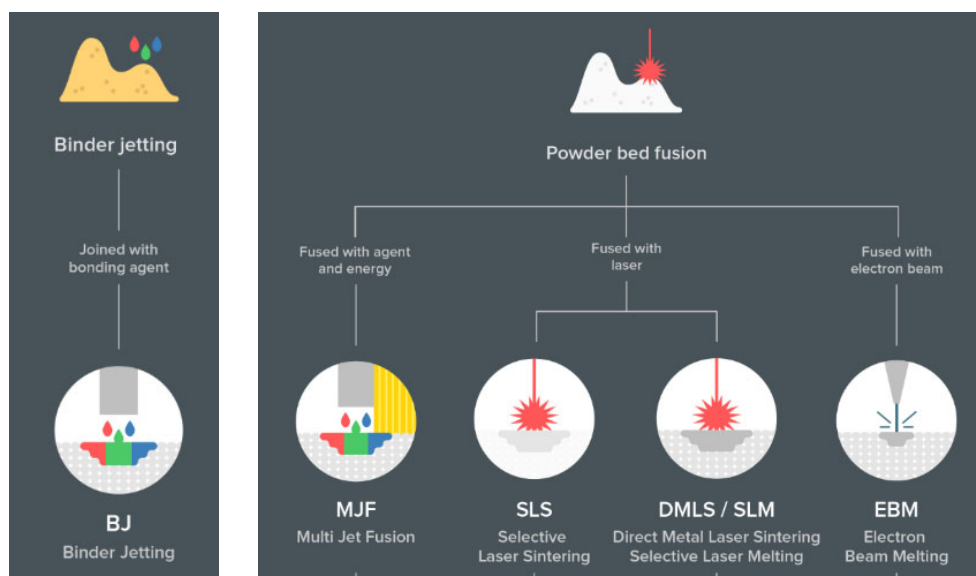 Binder jetting
Joined with
bonding agent
BJ
Binder Jetting
Powder bed fusion
Fused with agent
and energy
Fused with
laser
Fused with
electron beam
MJF
Multi Jet Fusion
SLS
Selective
Laser Sintering
DMLS / SLM
Direct Metal Laser Sintering
Selective Laser Melting
EBM
Electron
Beam Melting